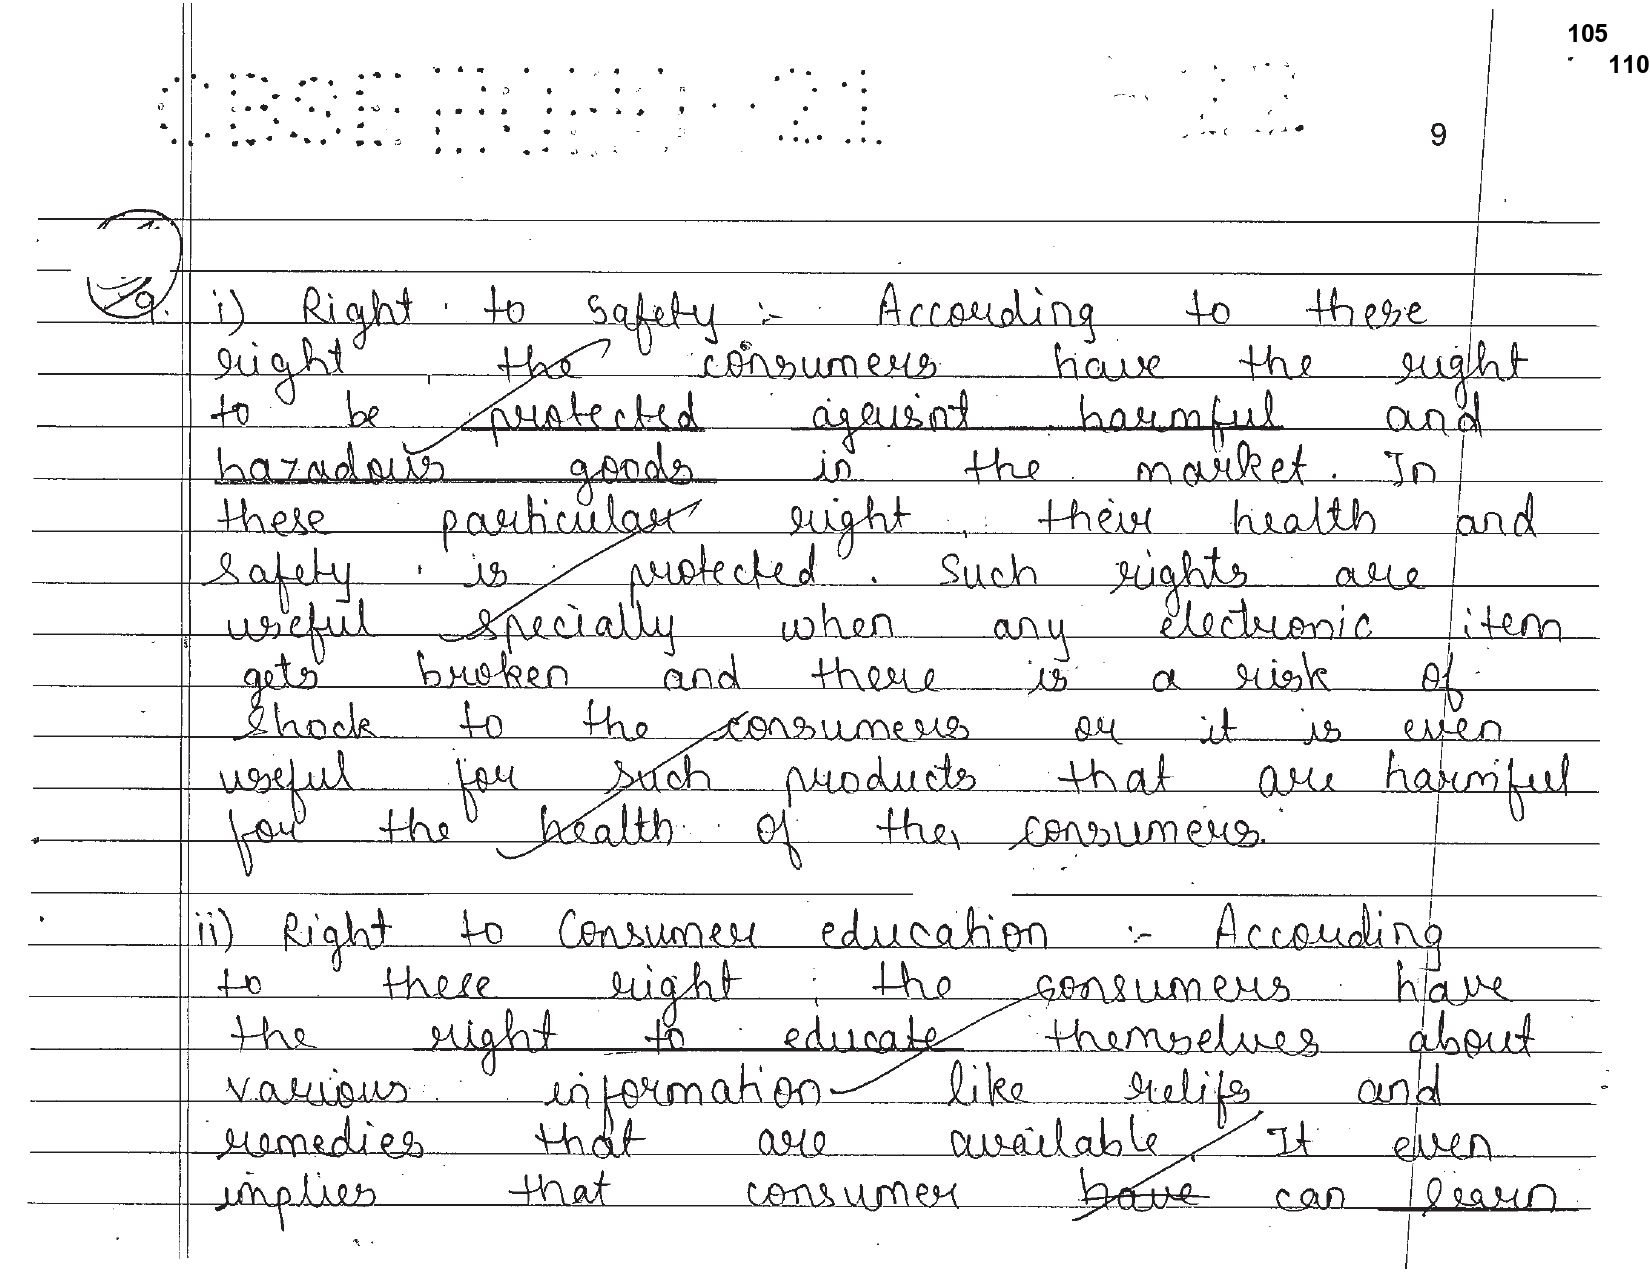 105
110
9
9. i) Right to safety :- According to these
right, the consumers have the right
to be protected against harmful and
hazadous goods in the market. In
these particular right, their health and
safety is protected. Such rights are
useful specially when any electronic item
gets broken and there is a risk of
shock to the consumers or it is even
useful for such products that are harmful
for the health of the consumers.
ii) Right to Consumer education :- According
to these right, the consumers have
the right to educate themselves about
various information like relifs and
remedies that are available. It even
implies that consumer have can learn